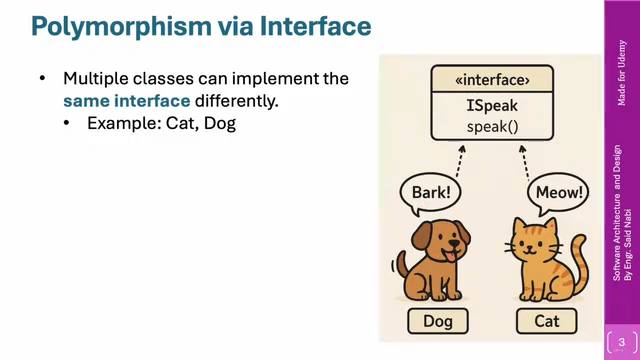 Polymorphism via Interface
• Multiple classes can implement the
same interface differently.
• Example: Cat, Dog
«interface›
ISpeak
speak()
Bark!
Meow!
Dog
Cat
Made for Udemy
Software Architecture and Design
By Engr. Said Nabi
3